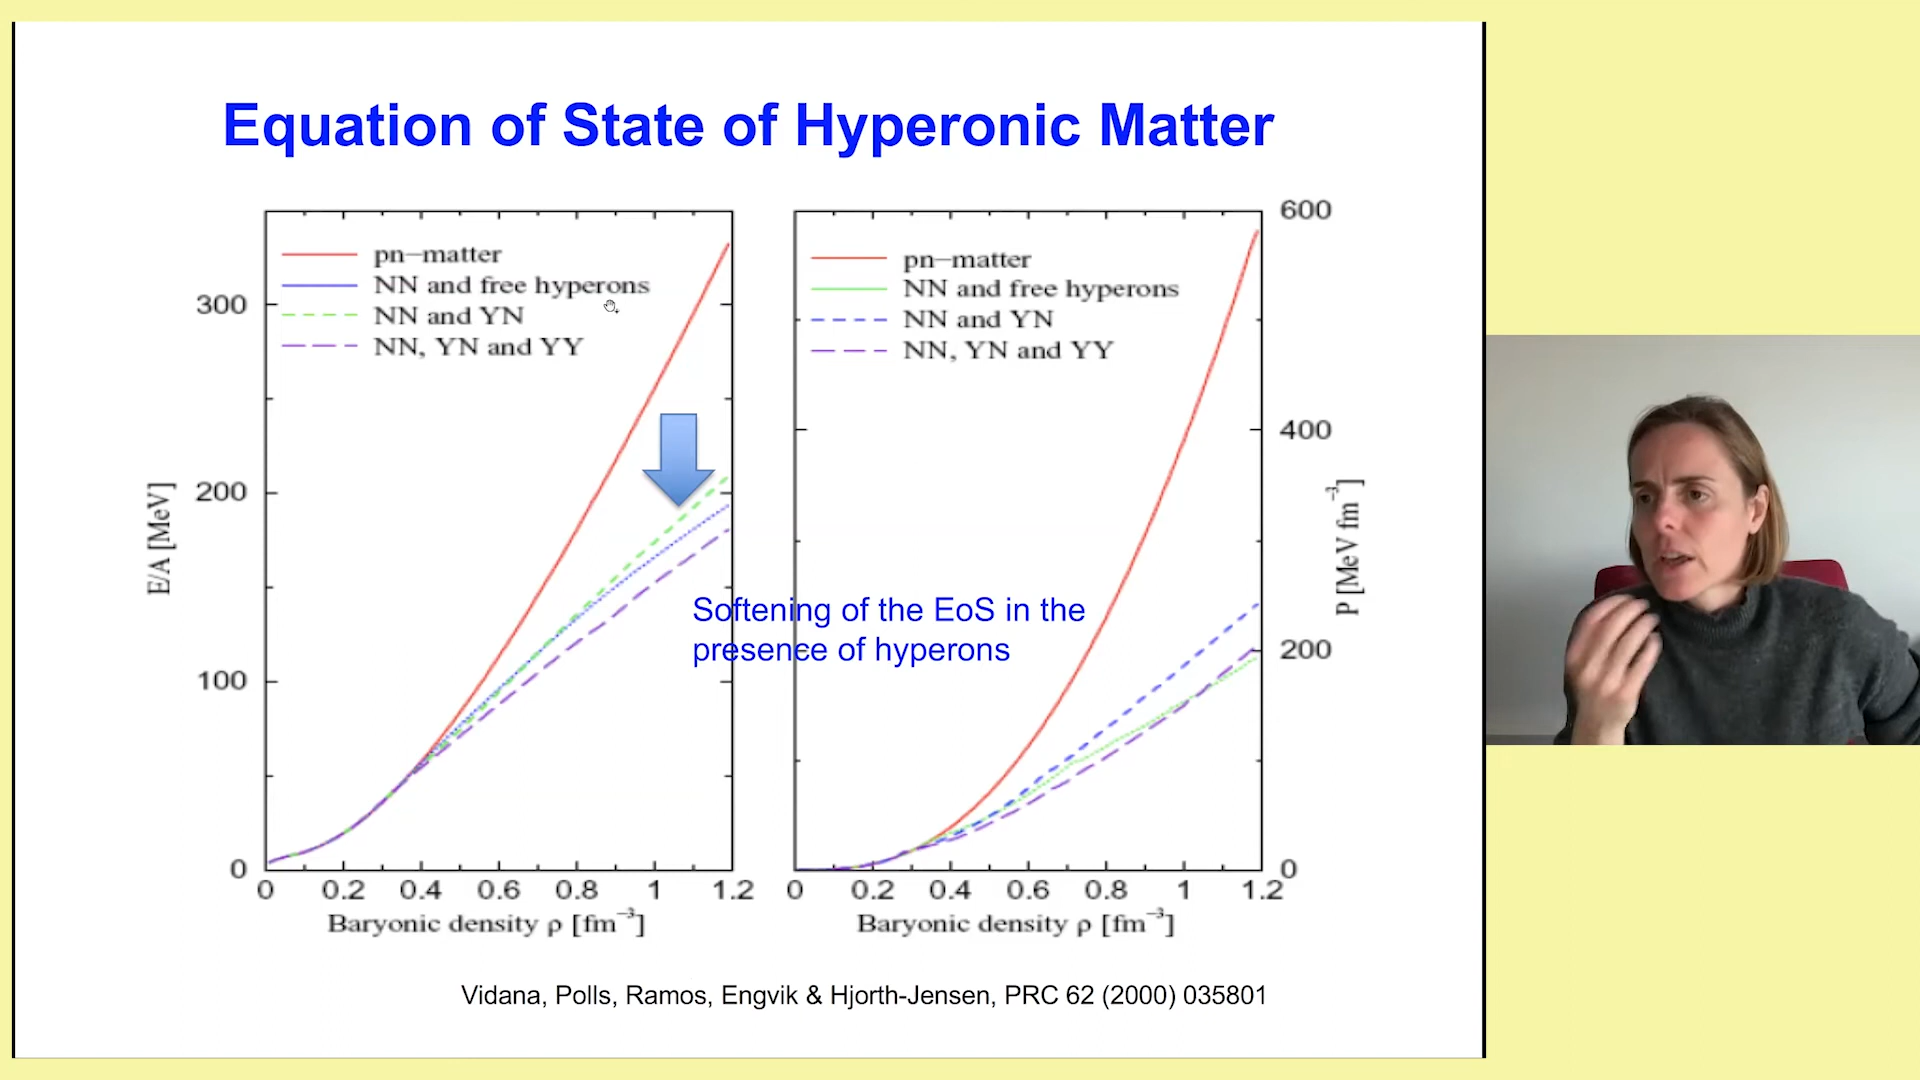 Equation of State of Hyperonic Matter
pn−matter
NN and free hyperons
NN and YN
NN, YN and YY
300
200
100
0
E/A [MeV]
0 0.2 0.4 0.6 0.8 1 1.2
Baryonic density ρ [fm⁻³]
pn−matter
NN and free hyperons
NN and YN
NN, YN and YY
600
400
200
0
P [MeV fm⁻³]
0 0.2 0.4 0.6 0.8 1 1.2
Baryonic density ρ [fm⁻³]
Softening of the EoS in the
presence of hyperons
Vidana, Polls, Ramos, Engvik & Hjorth-Jensen, PRC 62 (2000) 035801